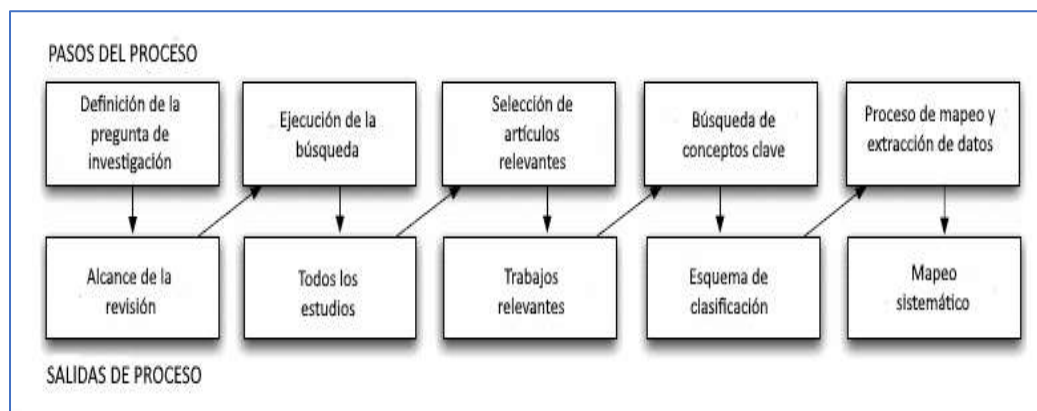 PASOS DEL PROCESO
Definición de la
pregunta de
investigación
Ejecución de la
búsqueda
Selección de
artículos
relevantes
Búsqueda de
conceptos clave
Proceso de mapeo y
extracción de datos
Alcance de la
revisión
Todos los
estudios
Trabajos
relevantes
Esquema de
clasificación
Mapeo
sistemático
SALIDAS DE PROCESO